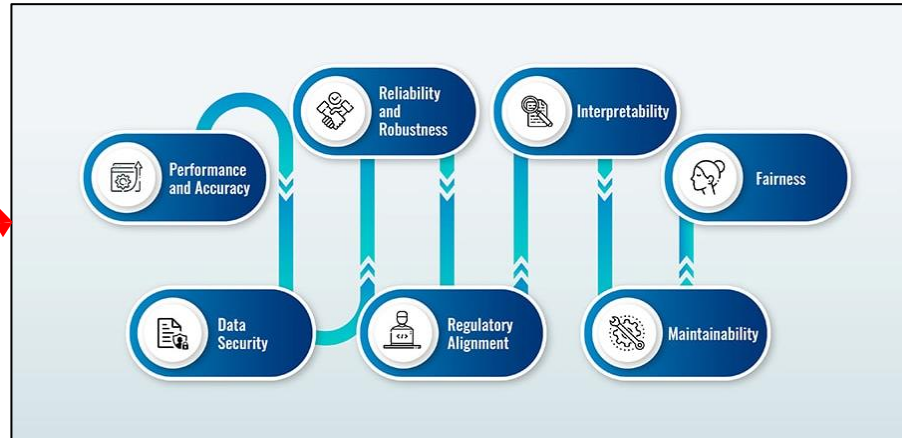 Performance
and Accuracy
Data
Security
Reliability
and
Robustness
Regulatory
Alignment
Interpretability
Maintainability
Fairness